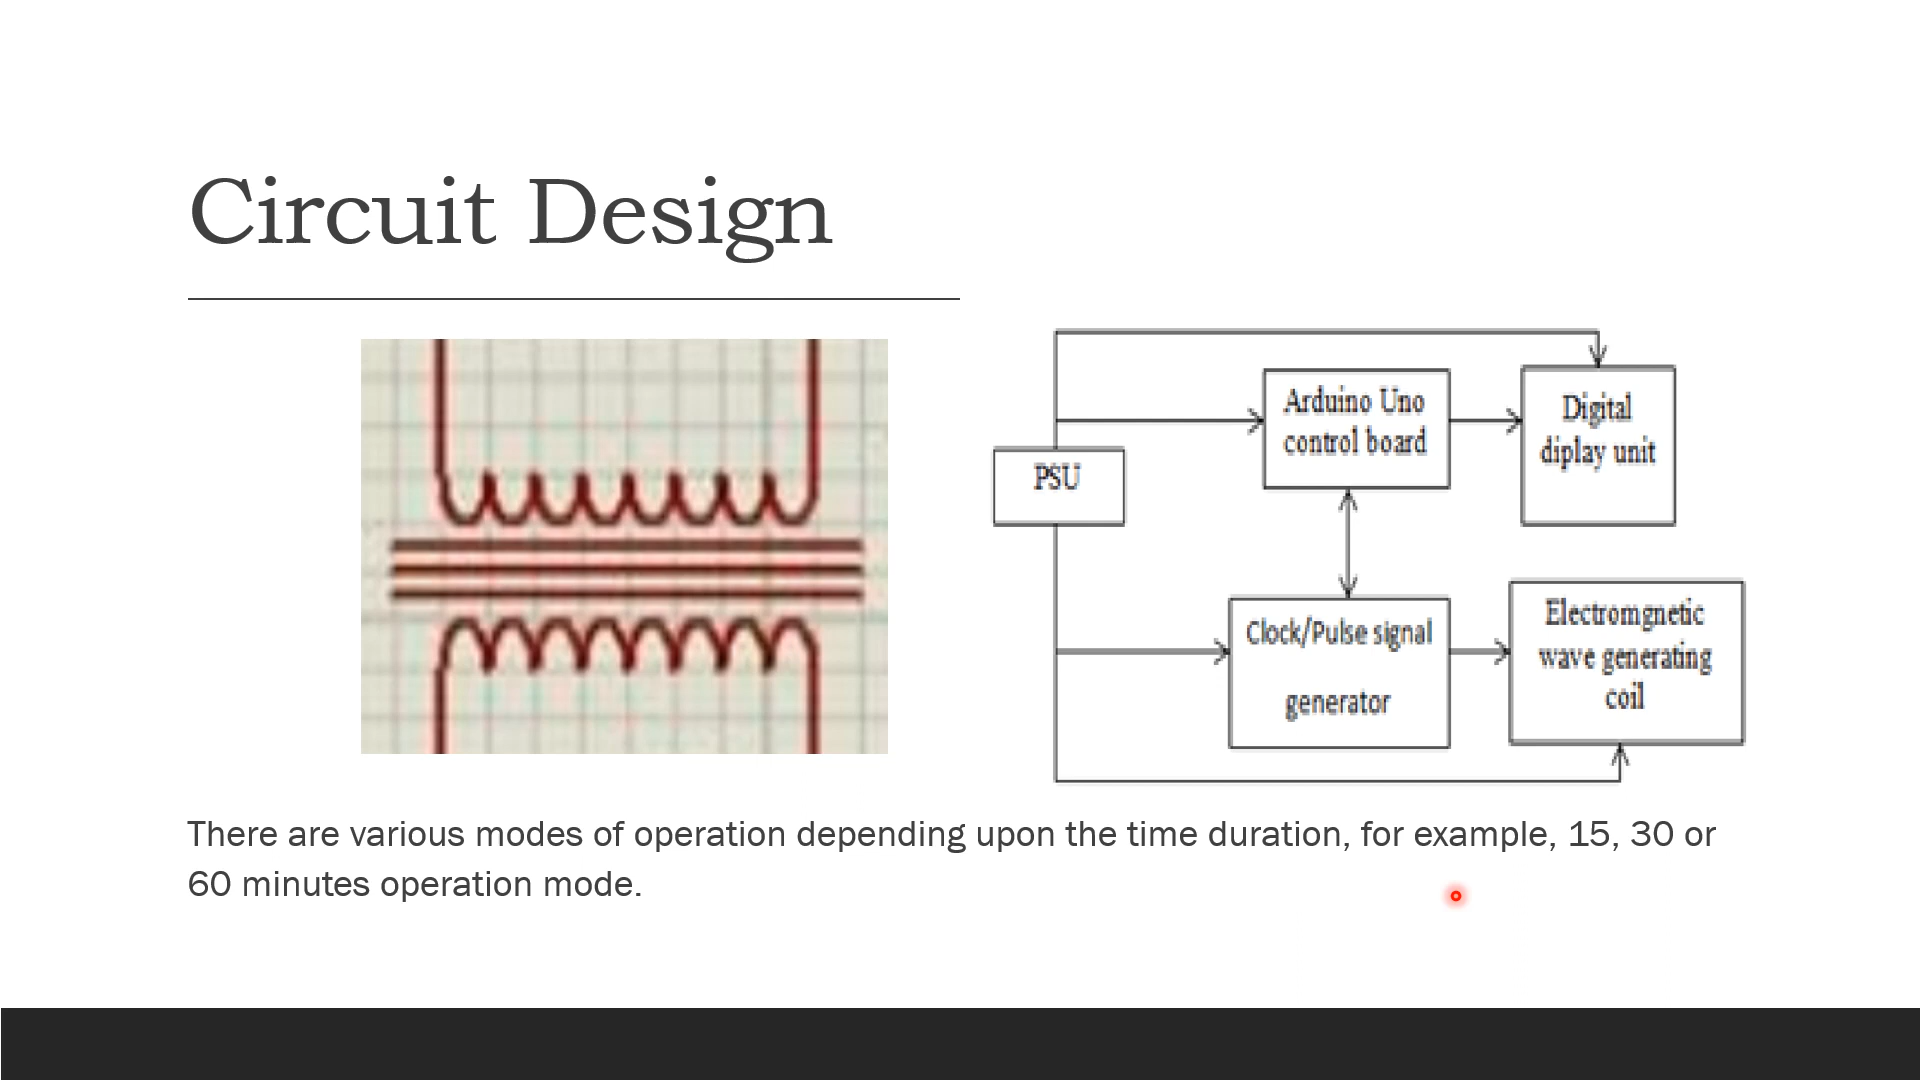 Circuit Design
Arduino Uno
control board
Digital
diplay unit
PSU
Clock/Pulse signal
generator
Electromgnetic
wave generating
coil
There are various modes of operation depending upon the time duration, for example, 15, 30 or
60 minutes operation mode.